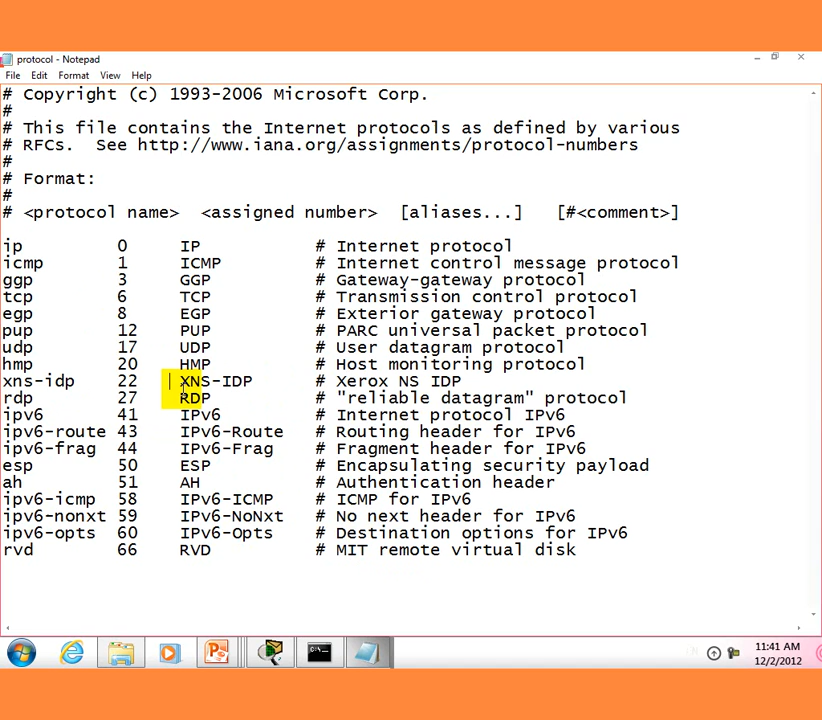 protocol - Notepad
File Edit Format View Help
# Copyright (c) 1993-2006 Microsoft Corp.
#
# This file contains the Internet protocols as defined by various
# RFCs.  See http://www.iana.org/assignments/protocol-numbers
#
# Format:
#
# <protocol name>  <assigned number>  [aliases...]   [#<comment>]
ip 0 IP # Internet protocol
icmp 1 ICMP # Internet control message protocol
ggp 3 GGP # Gateway-gateway protocol
tcp 6 TCP # Transmission control protocol
egp 8 EGP # Exterior gateway protocol
pup 12 PUP # PARC universal packet protocol
udp 17 UDP # User datagram protocol
hmp 20 HMP # Host monitoring protocol
xns-idp 22 XNS-IDP # Xerox NS IDP
rdp 27 RDP # "reliable datagram" protocol
ipv6 41 IPv6 # Internet protocol IPv6
ipv6-route 43 IPv6-Route # Routing header for IPv6
ipv6-frag 44 IPv6-Frag # Fragment header for IPv6
esp 50 ESP # Encapsulating security payload
ah 51 AH # Authentication header
ipv6-icmp 58 IPv6-ICMP # ICMP for IPv6
ipv6-nonxt 59 IPv6-NoNxt # No next header for IPv6
ipv6-opts 60 IPv6-Opts # Destination options for IPv6
rvd 66 RVD # MIT remote virtual disk
11:41 AM
12/2/2012